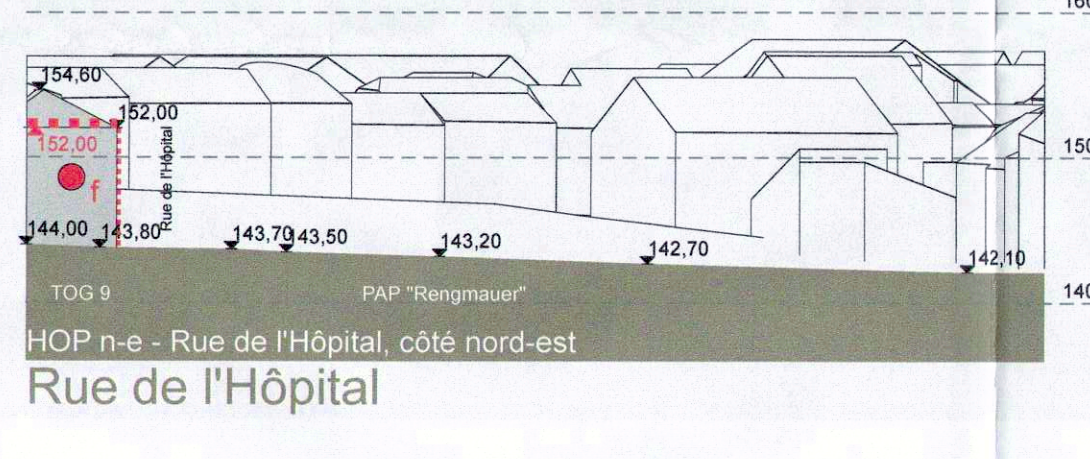 160
154,60
152,00
Rue de l'Hôpital
152,00
150
f
144,00 143,80 143,70 43,50 143,20 142,70 142,10
TOG 9 PAP "Rengmauer" 140
HOP n-e - Rue de l'Hôpital, côté nord-est
Rue de l'Hôpital